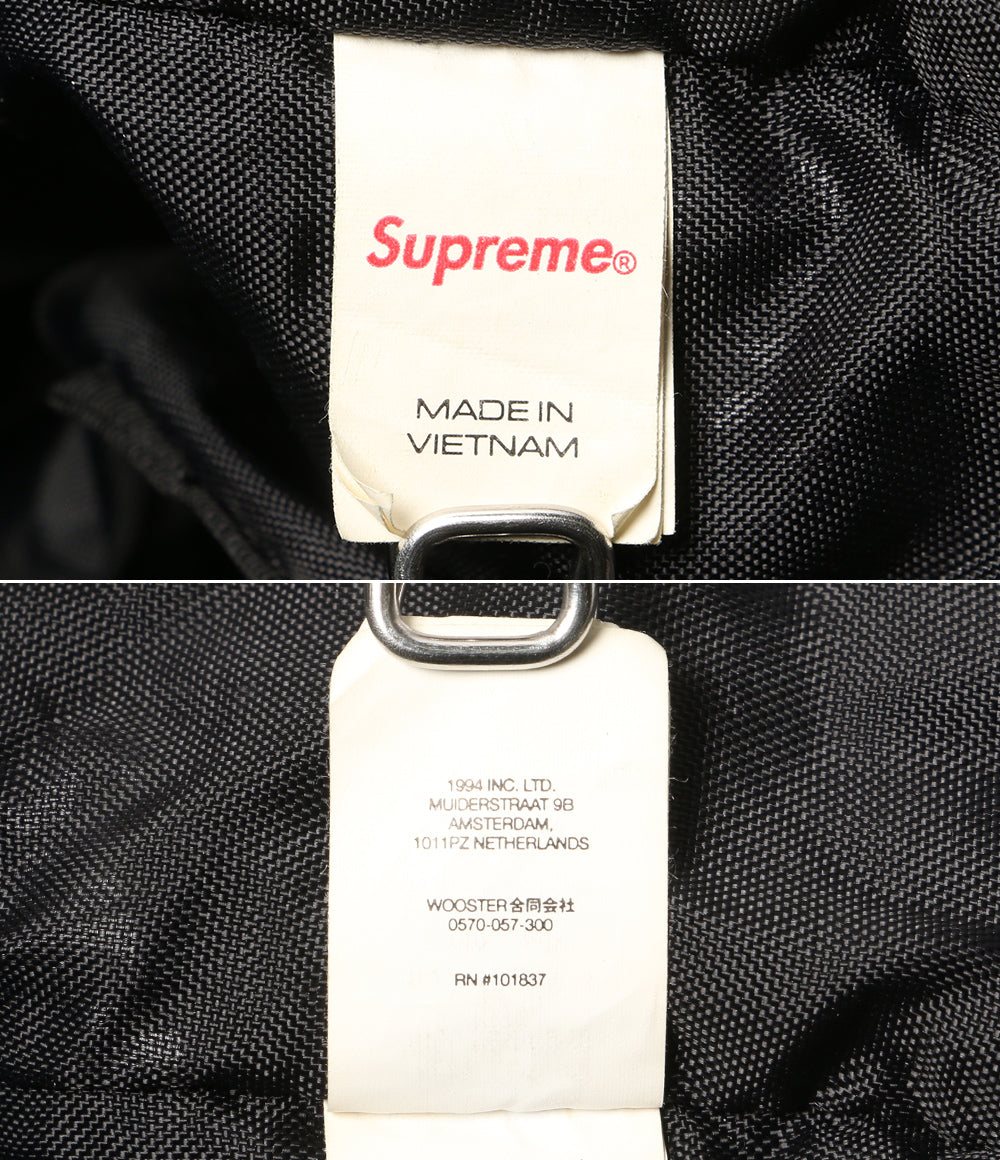 Supreme®
MADE IN
VIETNAM
1994 INC. LTD.
MUIDERSTRAAT 9B
AMSTERDAM,
1011PZ NETHERLANDS
WOOSTER合同会社
0570-057-300
RN #101837